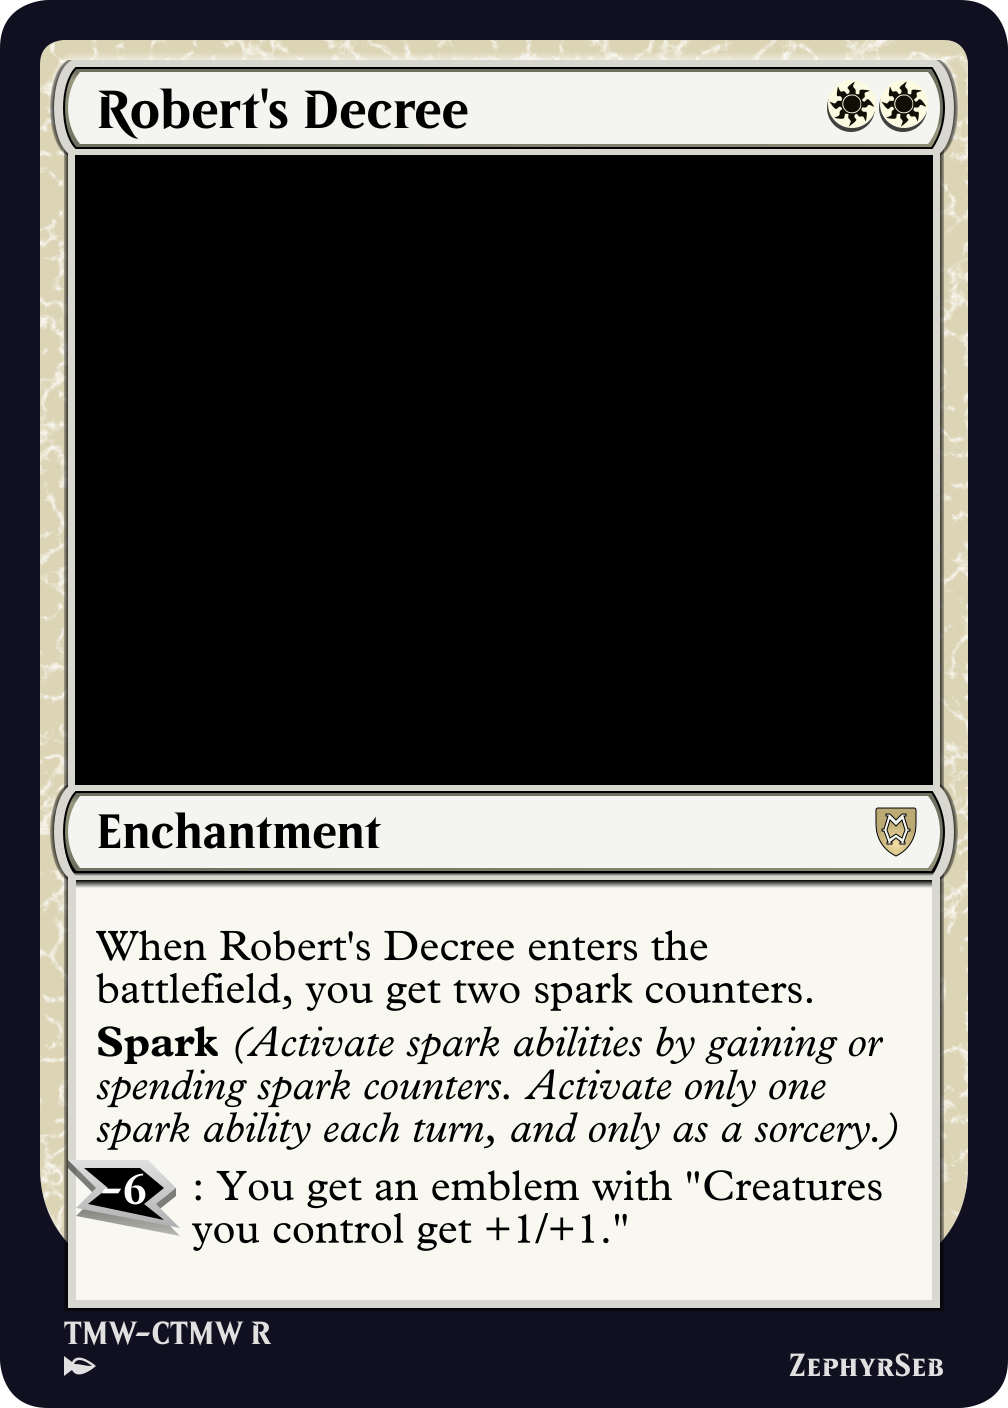 Robert's Decree
Enchantment
When Robert's Decree enters the
battlefield, you get two spark counters.
Spark (Activate spark abilities by gaining or
spending spark counters. Activate only one
spark ability each turn, and only as a sorcery.)
−6 : You get an emblem with "Creatures
you control get +1/+1."
TMW–CTMW R
ZephyrSeb